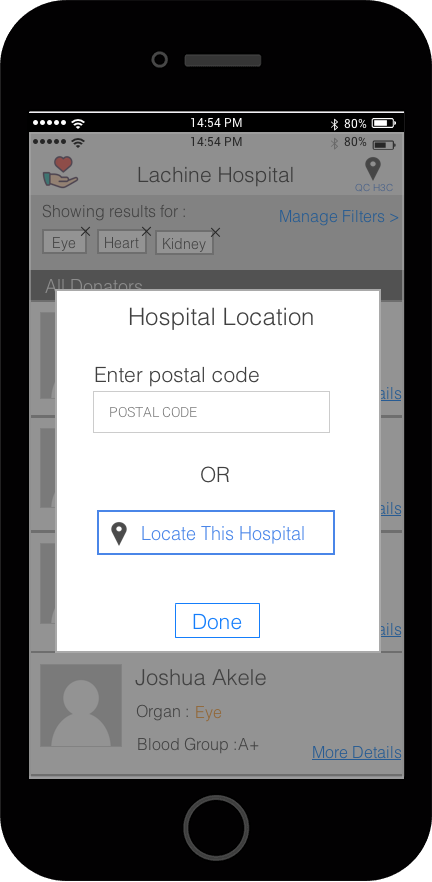 14:54 PM 80%
14:54 PM 80%
Lachine Hospital
QC H3C
Showing results for :
Manage Filters >
Eye Heart Kidney
All Donators
Hospital Location
Enter postal code
ails
POSTAL CODE
OR
ails
Locate This Hospital
Done
ails
Joshua Akele
Organ : Eye
Blood Group :A+
More Details